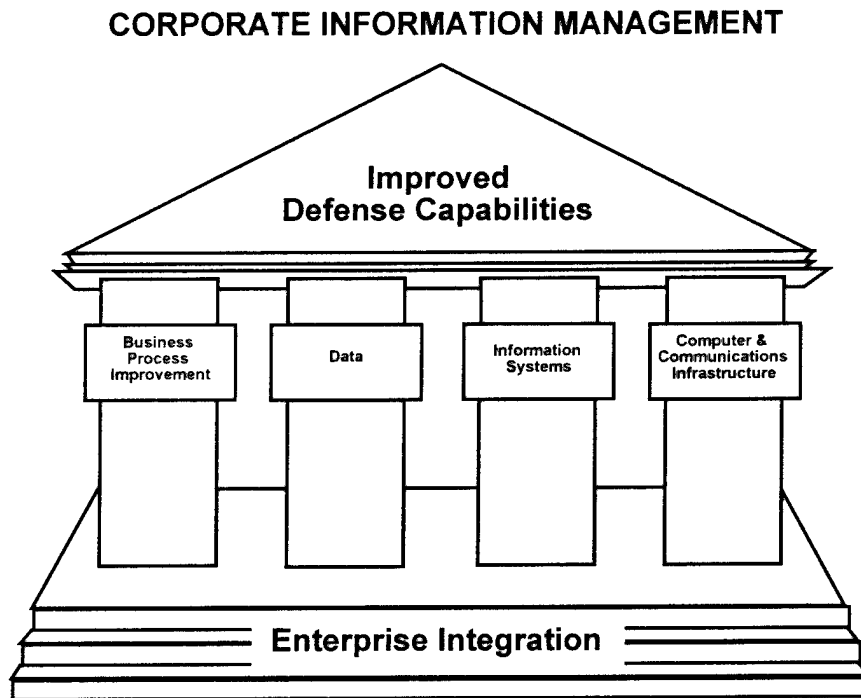 CORPORATE INFORMATION MANAGEMENT
Improved
Defense Capabilities
Business
Process
Improvement
Data
Information
Systems
Computer &
Communications
Infrastructure
Enterprise Integration